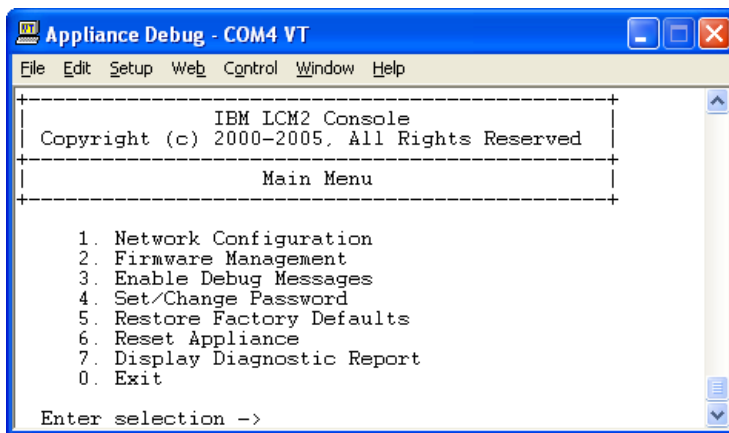 Appliance Debug - COM4 VT
File Edit Setup Web Control Window Help
IBM LCM2 Console
Copyright (c) 2000-2005, All Rights Reserved
Main Menu
1. Network Configuration
2. Firmware Management
3. Enable Debug Messages
4. Set/Change Password
5. Restore Factory Defaults
6. Reset Appliance
7. Display Diagnostic Report
0. Exit
Enter selection ->